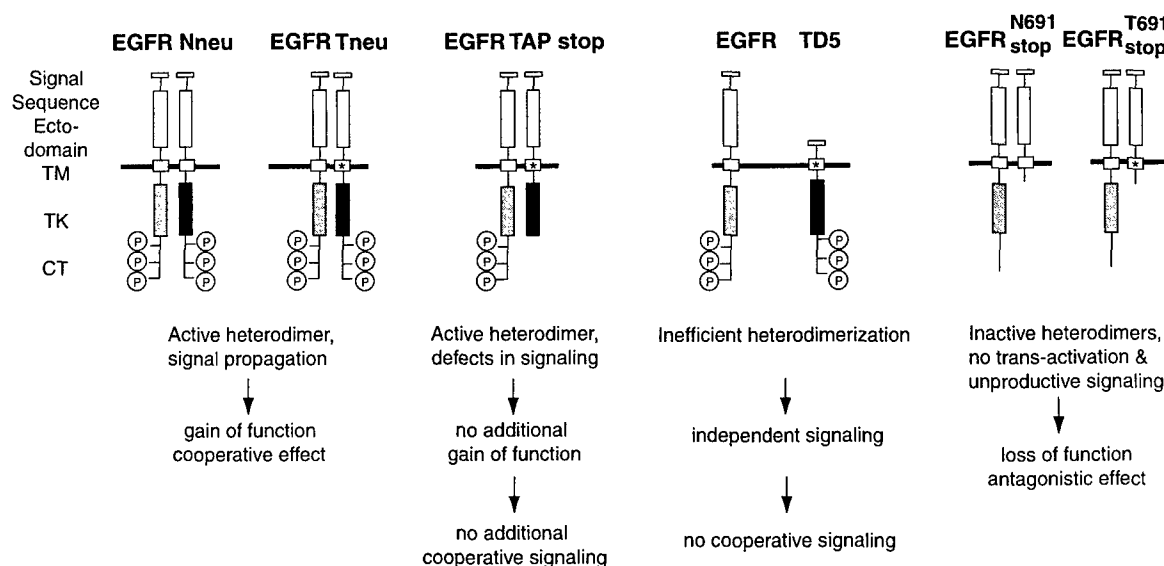 EGFR Nneu
EGFR Tneu
EGFR TAP stop
EGFR TD5
EGFR N691 stop
EGFR T691 stop
Signal
Sequence
Ecto-
domain
TM
TK
CT
*
*
*
*
P P
P P
P P
P P
P P
P P
P
P
P
P
P
P
P
P
P
Active heterodimer,
signal propagation
gain of function
cooperative effect
Active heterodimer,
defects in signaling
no additional
gain of function
no additional
cooperative signaling
Inefficient heterodimerization
independent signaling
no cooperative signaling
Inactive heterodimers,
no trans-activation &
unproductive signaling
loss of function
antagonistic effect